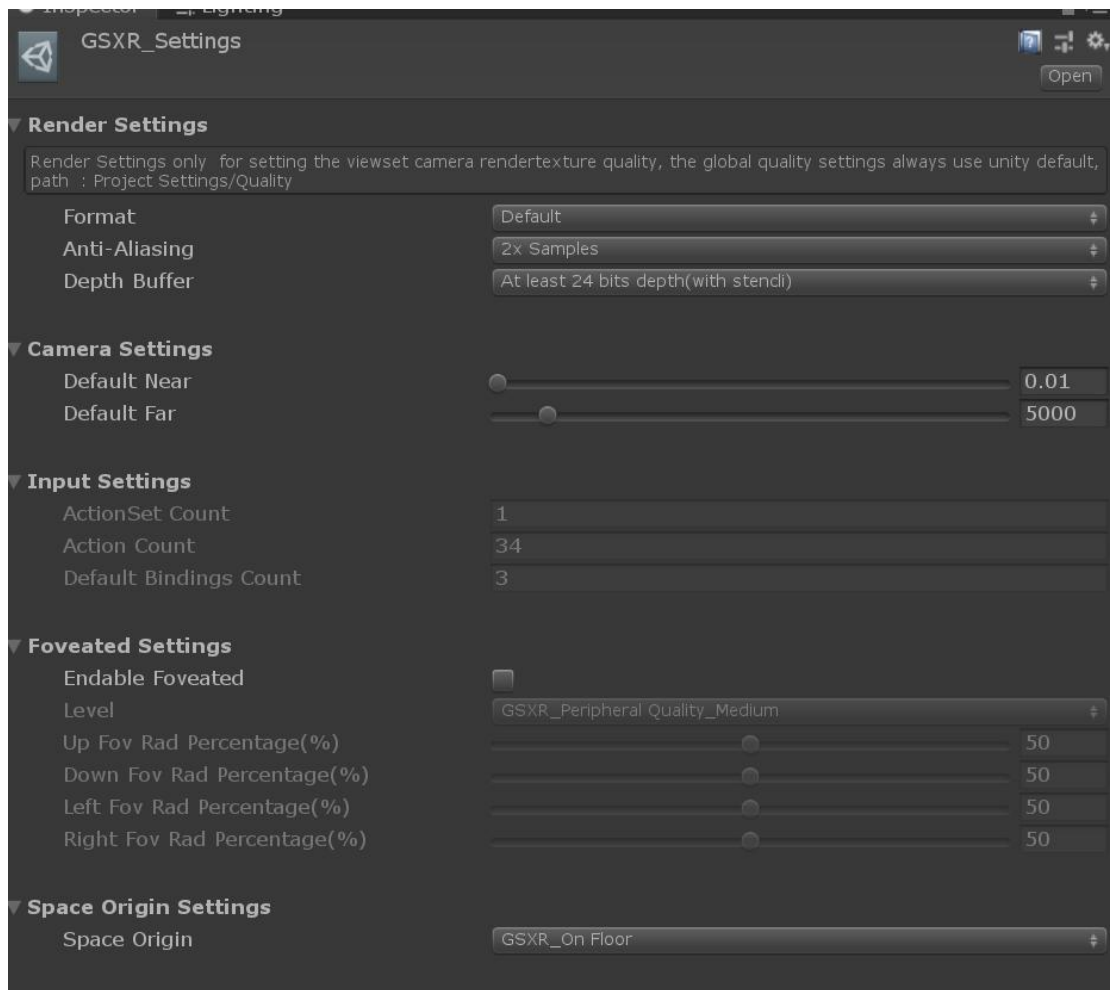 Inspector Lighting
GSXR_Settings
Open
Render Settings
Render Settings only for setting the viewset camera rendertexture quality, the global quality settings always use unity default,
path : Project Settings/Quality
Format Default
Anti-Aliasing 2x Samples
Depth Buffer At least 24 bits depth(with stencli)
Camera Settings
Default Near 0.01
Default Far 5000
Input Settings
ActionSet Count 1
Action Count 34
Default Bindings Count 3
Foveated Settings
Endable Foveated
Level GSXR_Peripheral Quality_Medium
Up Fov Rad Percentage(%) 50
Down Fov Rad Percentage(%) 50
Left Fov Rad Percentage(%) 50
Right Fov Rad Percentage(%) 50
Space Origin Settings
Space Origin GSXR_On Floor